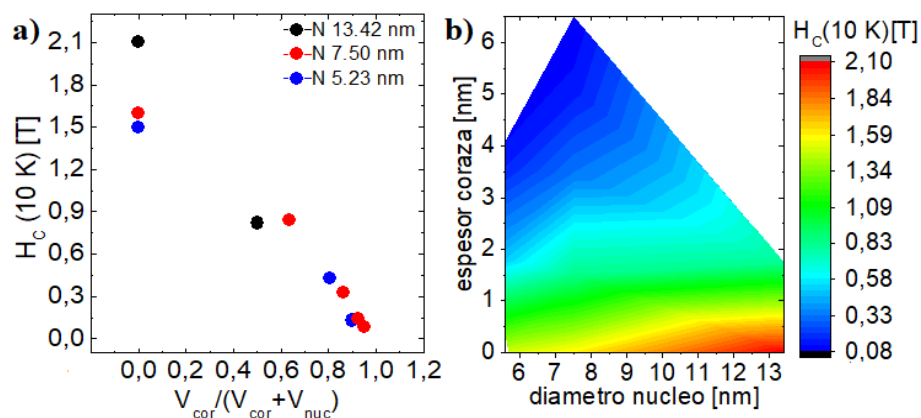 a)
N 13.42 nm
N 7.50 nm
N 5.23 nm
2,1
1,8
1,5
1,2
0,9
0,6
0,3
0,0
H_C (10 K) [T]
0,0 0,2 0,4 0,6 0,8 1,0 1,2
V_cor/(V_cor+V_nuc)
b)
6
5
4
3
2
1
0
espesor coraza [nm]
6 7 8 9 10 11 12 13
diametro nucleo [nm]
H_C(10 K)[T]
2,10
1,84
1,59
1,34
1,09
0,83
0,58
0,33
0,08